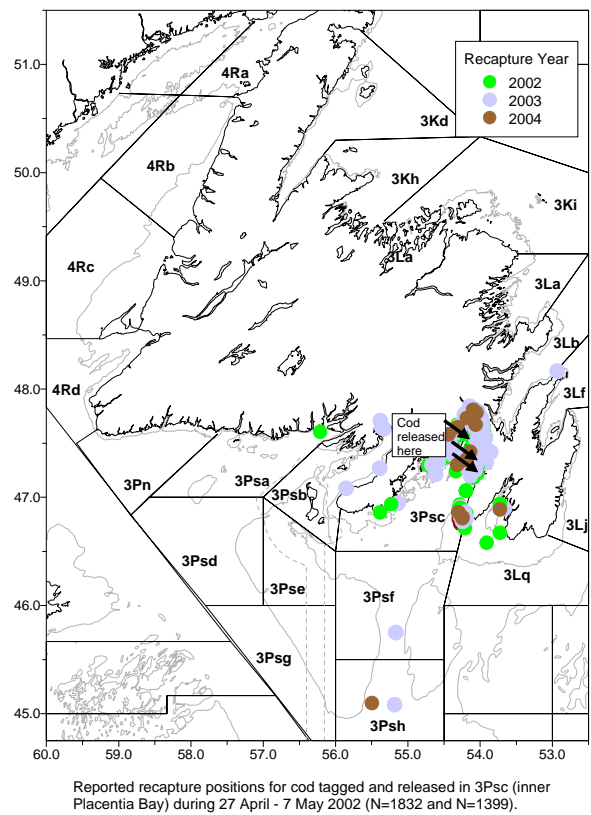 51.0
50.0
49.0
48.0
47.0
46.0
45.0
60.0 59.0 58.0 57.0 56.0 55.0 54.0 53.0
Recapture Year
2002
2003
2004
4Ra
3Kd
4Rb
3Kh
3Ki
3La
4Rc
3La
3Lb
4Rd
3Lf
Cod
released
here
3Pn
3Psa
3Psb
3Psc
3Lj
3Psd
3Pse
3Psf
3Lq
3Psg
3Psh
Reported recapture positions for cod tagged and released in 3Psc (inner
Placentia Bay) during 27 April - 7 May 2002 (N=1832 and N=1399).